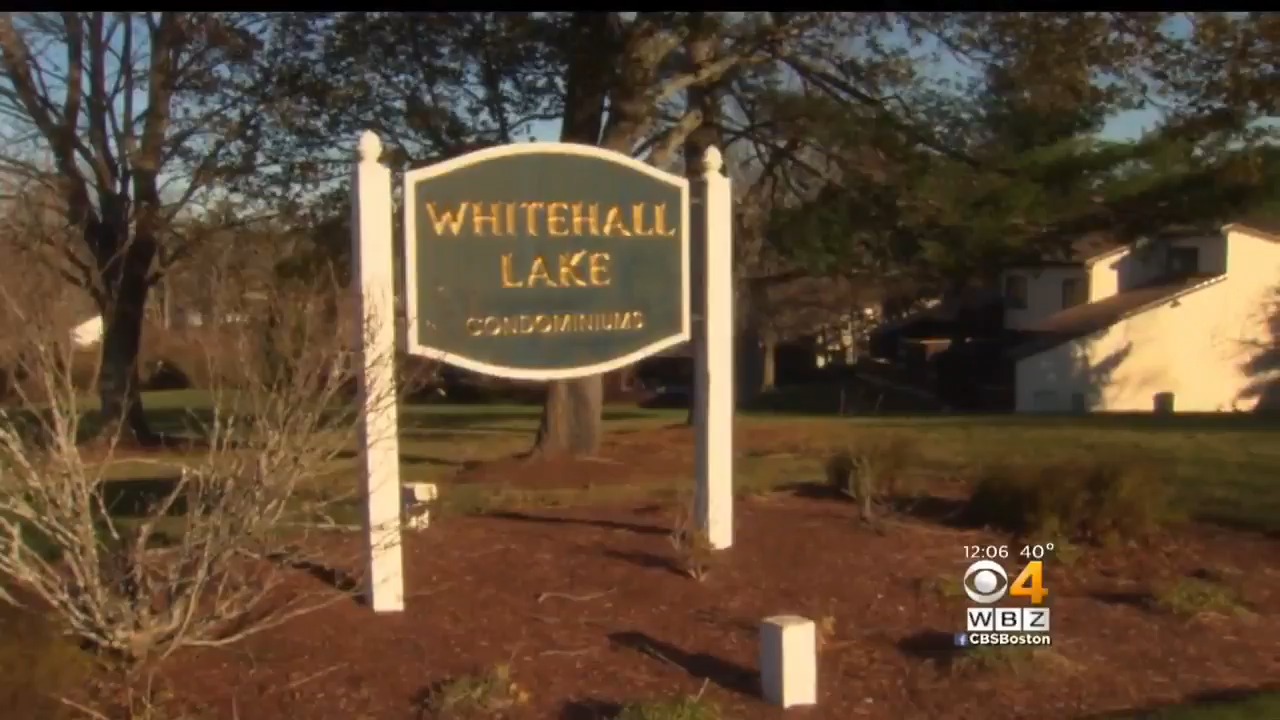 WHITEHALL
LAKE
CONDOMINIUMS
12:06 40°
4
WBZ
f CBSBoston